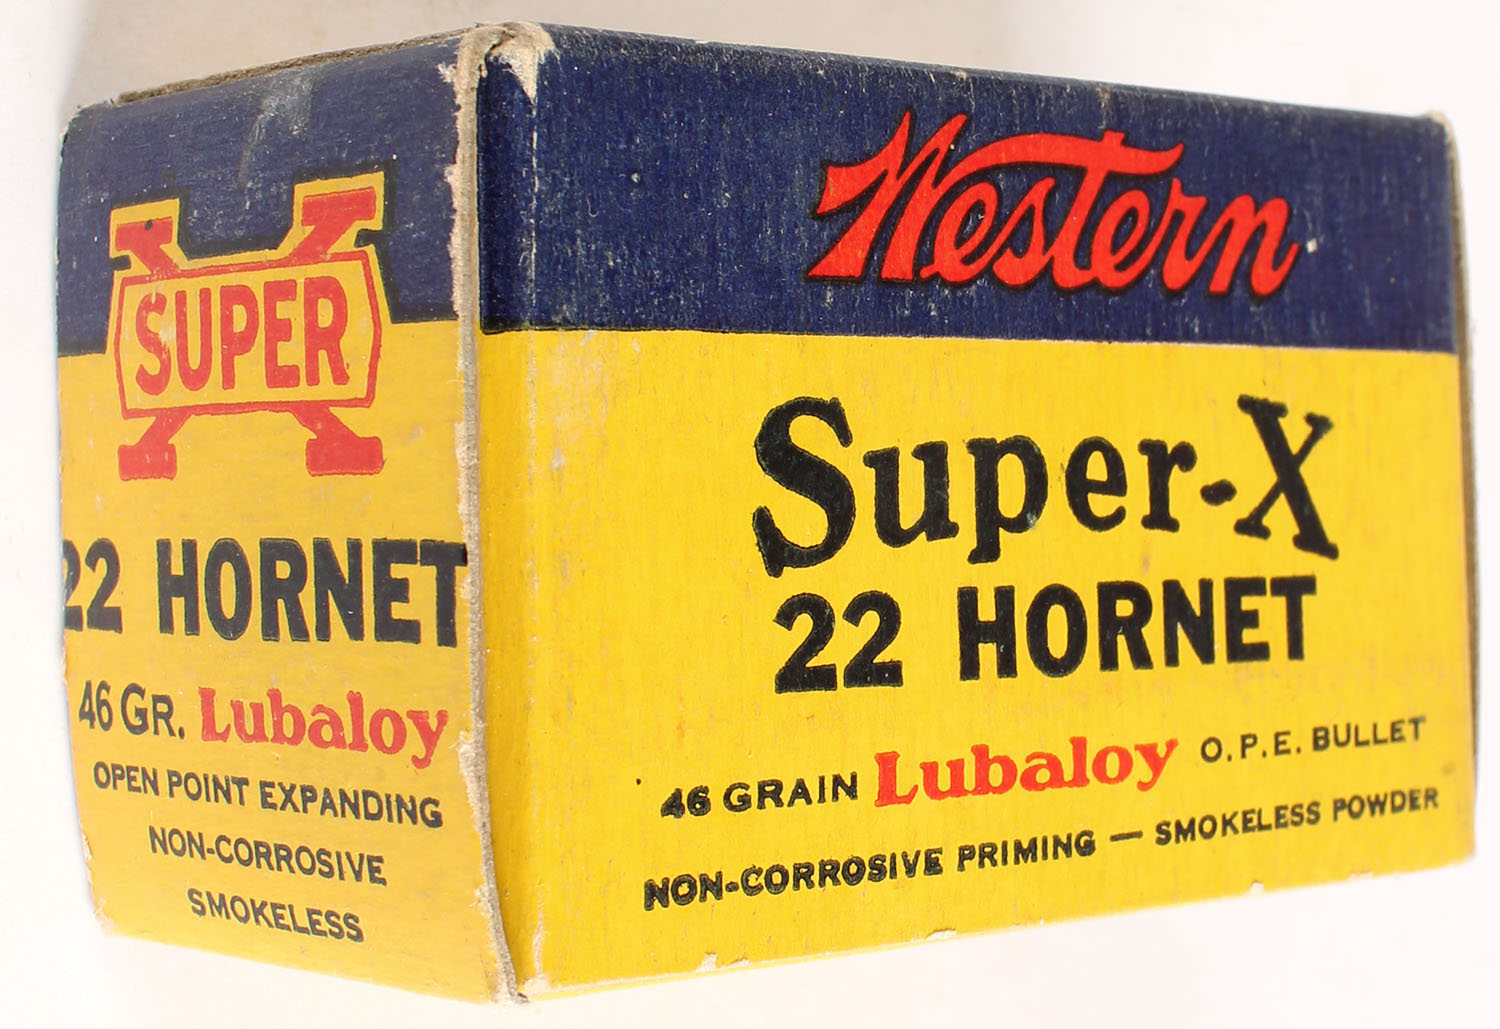 SUPER X
22 HORNET
46 GR. Lubaloy
OPEN POINT EXPANDING
NON-CORROSIVE
SMOKELESS
Western
Super-X
22 HORNET
46 GRAIN Lubaloy O.P.E. BULLET
NON-CORROSIVE PRIMING — SMOKELESS POWDER